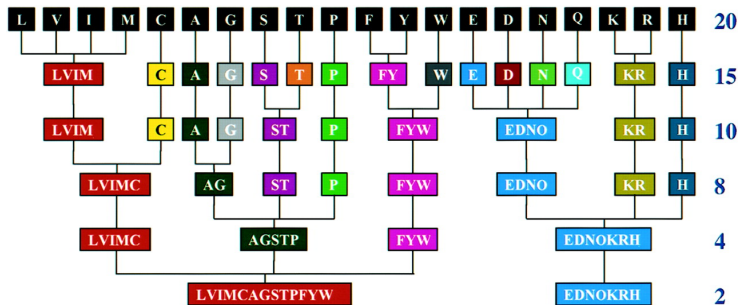 L V I M C A G S T P F Y W E D N Q K R H 20
LVIM C A G S T P FY W E D N Q KR H 15
LVIM C A G ST P FYW EDNO KR H 10
LVIMC AG ST P FYW EDNO KR H 8
LVIMC AGSTP FYW EDNOKRH 4
LVIMCAGSTPFYW EDNOKRH 2